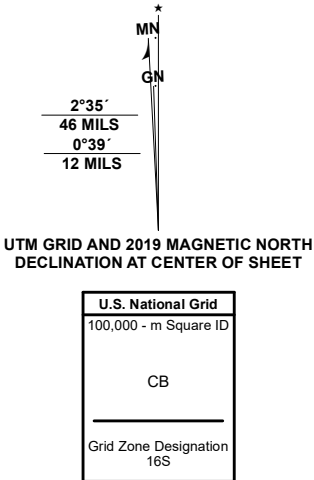 ★
MN
GN
2°35´
46 MILS
0°39´
12 MILS
UTM GRID AND 2019 MAGNETIC NORTH
DECLINATION AT CENTER OF SHEET
U.S. National Grid
100,000 - m Square ID
CB
Grid Zone Designation
16S